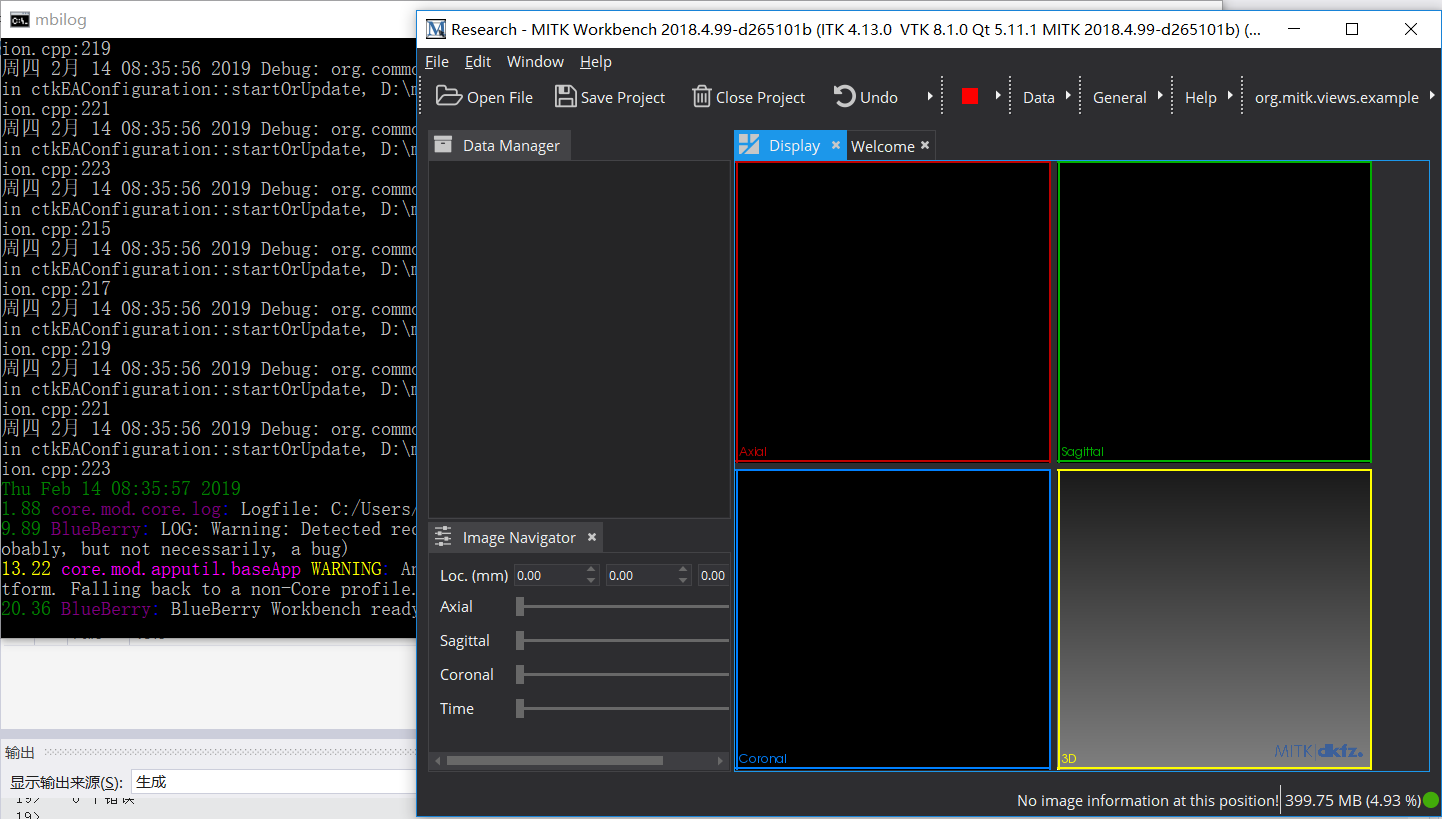 mbilog
ion.cpp:219
周四 2月 14 08:35:56 2019 Debug: org.commo
in ctkEAConfiguration::startOrUpdate, D:\m
ion.cpp:221
周四 2月 14 08:35:56 2019 Debug: org.commo
in ctkEAConfiguration::startOrUpdate, D:\m
ion.cpp:223
周四 2月 14 08:35:56 2019 Debug: org.commo
in ctkEAConfiguration::startOrUpdate, D:\m
ion.cpp:215
周四 2月 14 08:35:56 2019 Debug: org.commo
in ctkEAConfiguration::startOrUpdate, D:\m
ion.cpp:217
周四 2月 14 08:35:56 2019 Debug: org.commo
in ctkEAConfiguration::startOrUpdate, D:\m
ion.cpp:219
周四 2月 14 08:35:56 2019 Debug: org.commo
in ctkEAConfiguration::startOrUpdate, D:\m
ion.cpp:221
周四 2月 14 08:35:56 2019 Debug: org.commo
in ctkEAConfiguration::startOrUpdate, D:\m
ion.cpp:223
Thu Feb 14 08:35:57 2019
1.88 core.mod.core.log: Logfile: C:/Users/
9.89 BlueBerry: LOG: Warning: Detected rec
obably, but not necessarily, a bug)
13.22 core.mod.apputil.baseApp WARNING: An
tform. Falling back to a non-Core profile.
20.36 BlueBerry: BlueBerry Workbench ready
输出
显示输出来源(S): 生成
19>
Research - MITK Workbench 2018.4.99-d265101b (ITK 4.13.0 VTK 8.1.0 Qt 5.11.1 MITK 2018.4.99-d265101b) (...
File Edit Window Help
Open File Save Project Close Project Undo Data General Help org.mitk.views.example
Data Manager
Display Welcome
Axial
Sagittal
Coronal
3D
MITK dkfz.
Image Navigator
Loc. (mm) 0.00 0.00 0.00
Axial
Sagittal
Coronal
Time
No image information at this position! 399.75 MB (4.93 %)